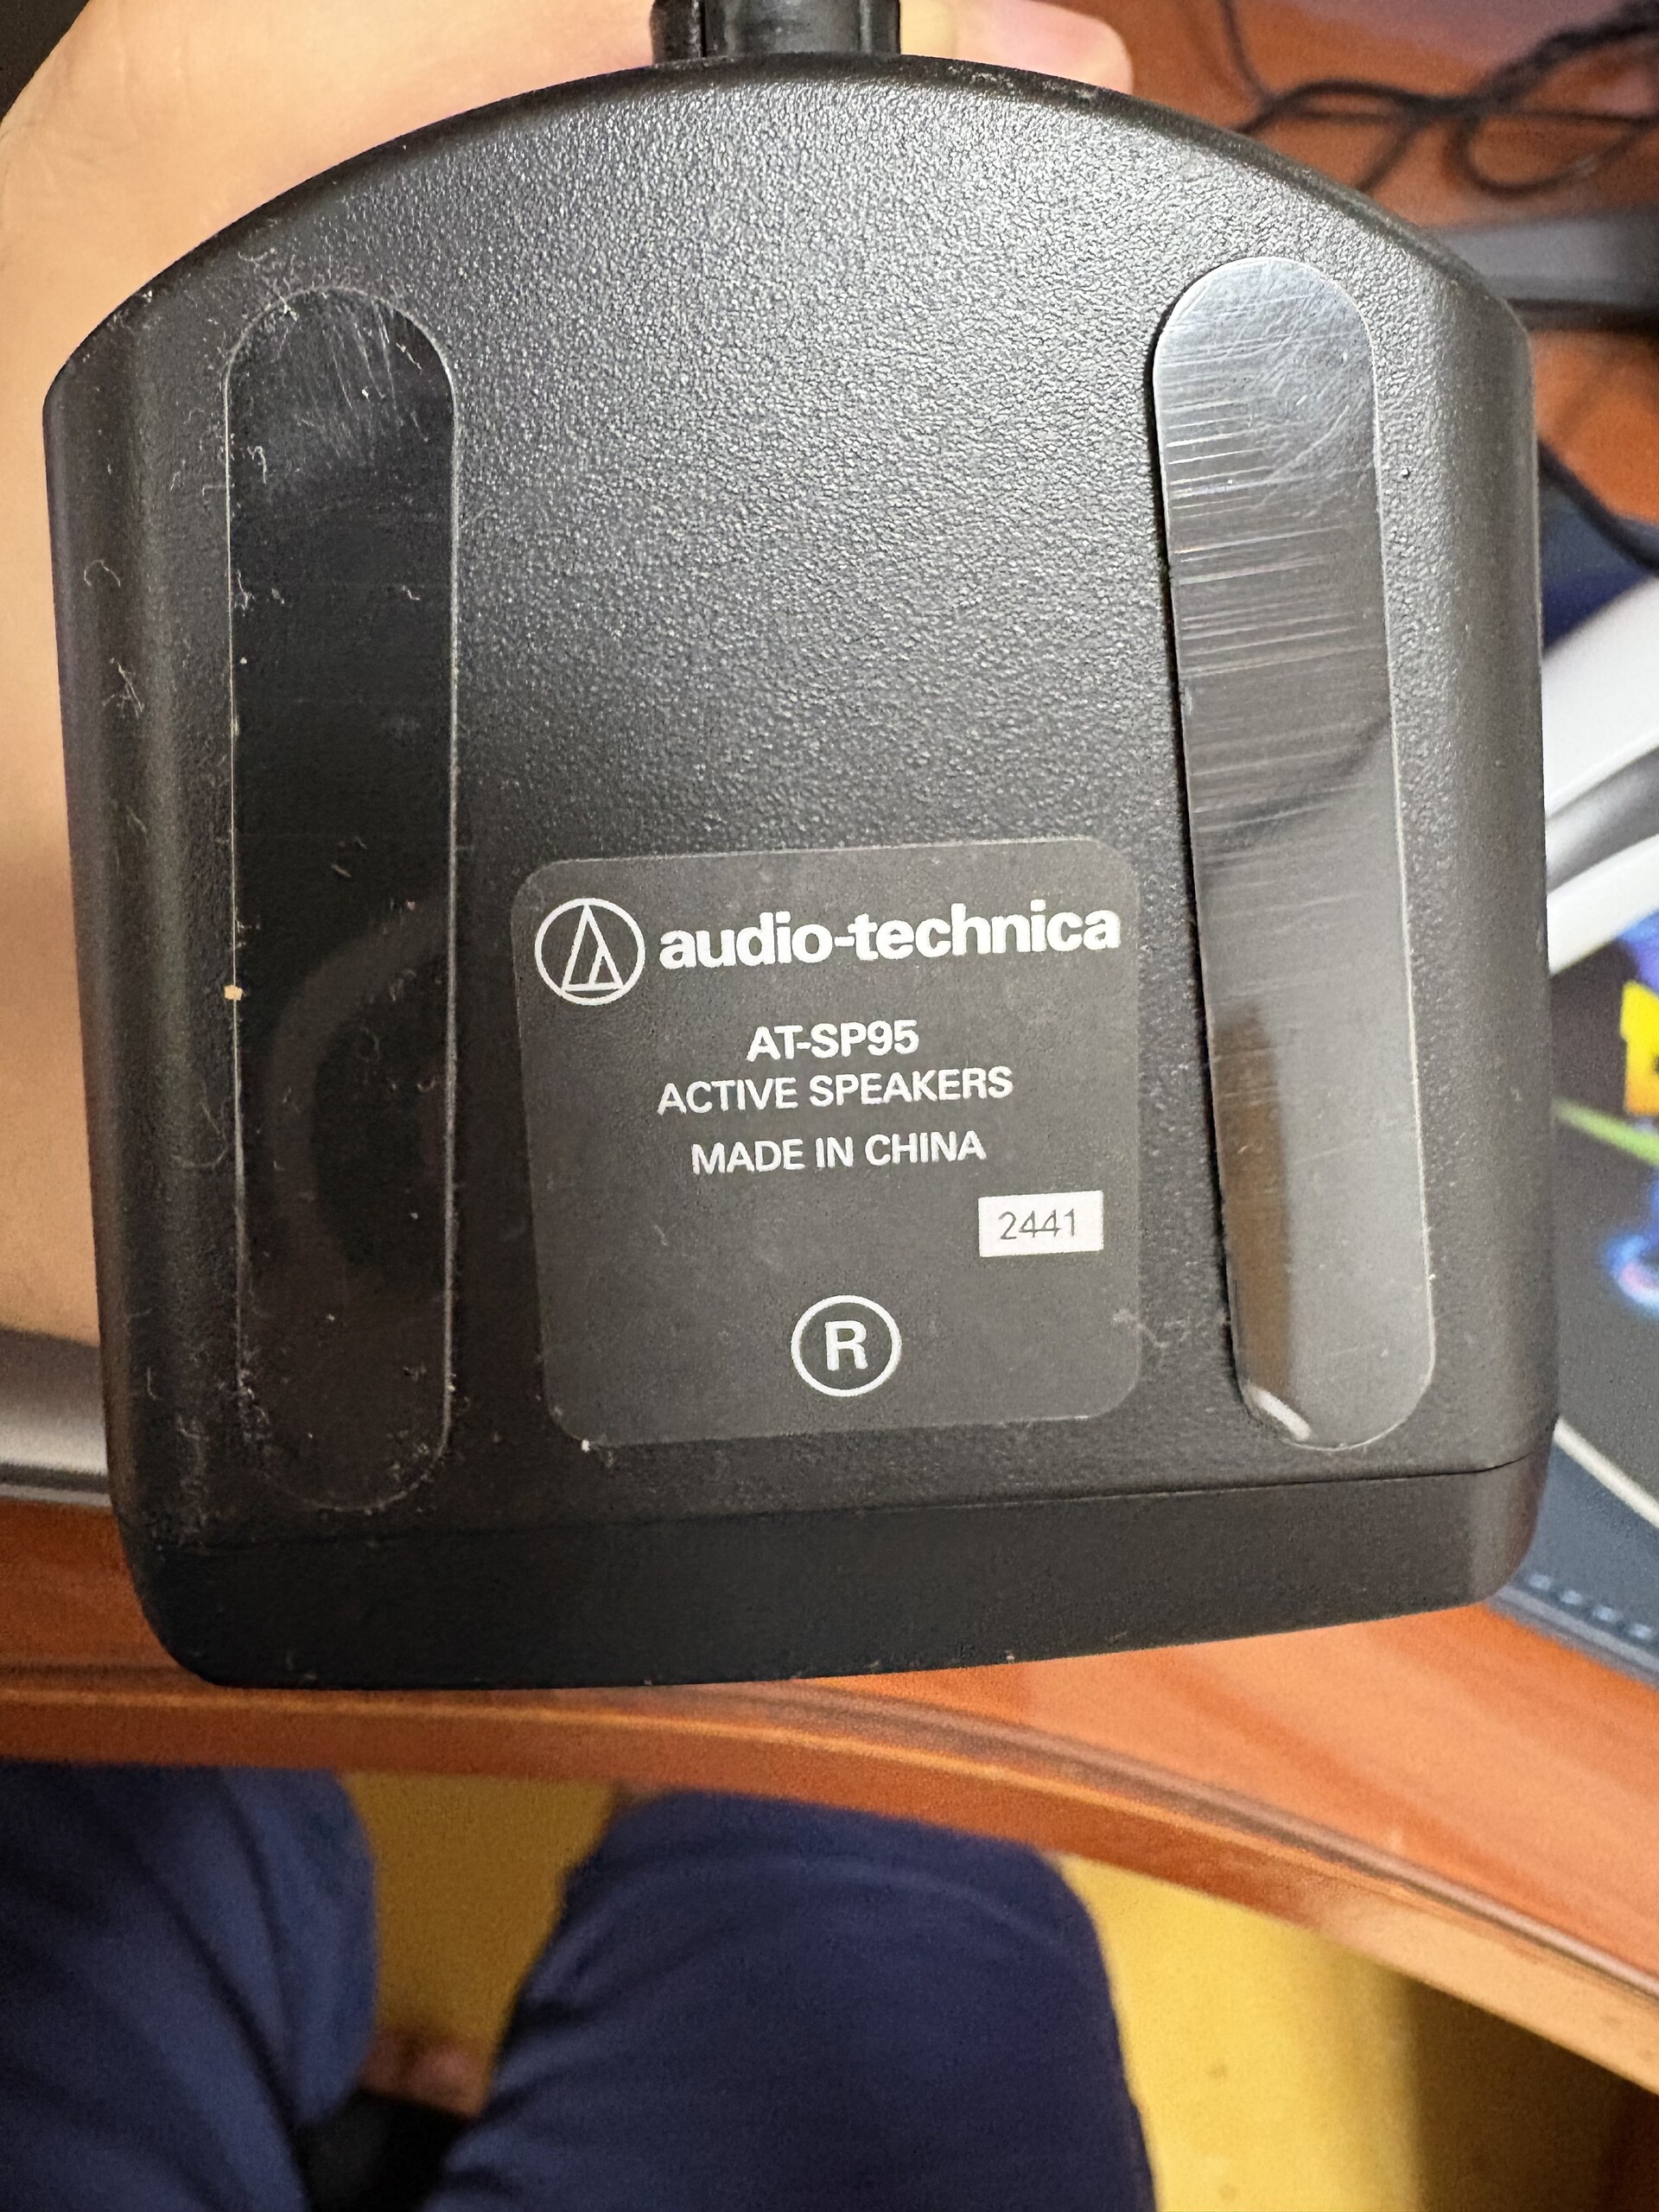 audio-technica
AT-SP95
ACTIVE SPEAKERS
MADE IN CHINA
2441
R